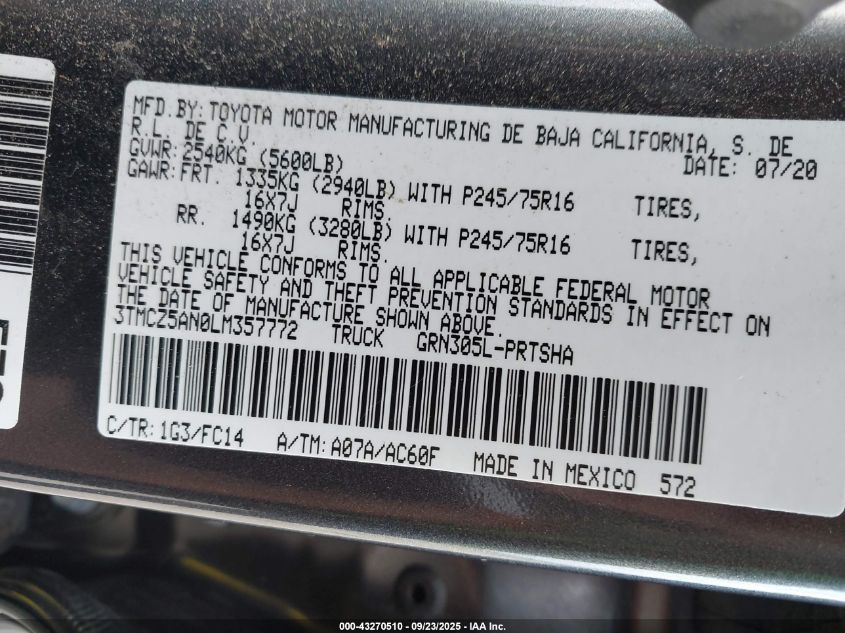 MFD.BY:TOYOTA MOTOR MANUFACTURING DE BAJA CALIFORNIA, S. DE
R.L. DE C.V. DATE: 07/20
GVWR:2540KG (5600LB)
GAWR:FRT. 1335KG (2940LB) WITH P245/75R16 TIRES,
16X7J RIMS.
RR. 1490KG (3280LB) WITH P245/75R16 TIRES,
16X7J RIMS.
THIS VEHICLE CONFORMS TO ALL APPLICABLE FEDERAL MOTOR
VEHICLE SAFETY AND THEFT PREVENTION STANDARDS IN EFFECT ON
THE DATE OF MANUFACTURE SHOWN ABOVE.
3TMCZ5AN0LM357772 TRUCK GRN305L-PRTSHA
C/TR:1G3/FC14 A/TM:A07A/AC60F MADE IN MEXICO 572
000-43270510 - 09/23/2025 - IAA Inc.